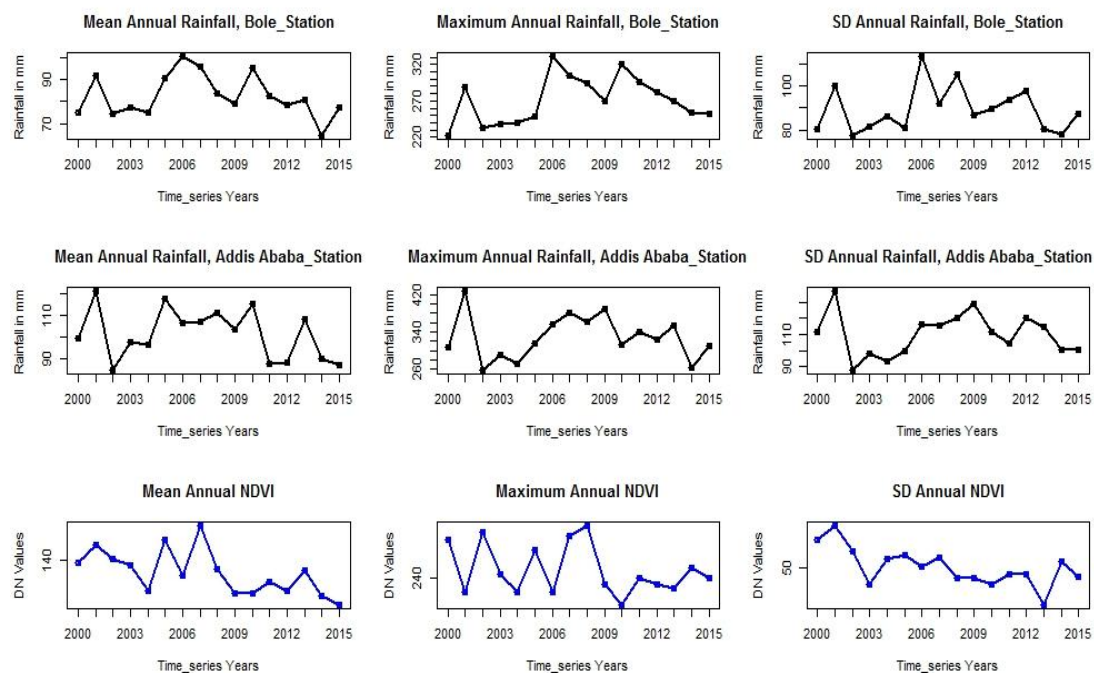 Mean Annual Rainfall, Bole_Station
Rainfall in mm
70 90
2000 2003 2006 2009 2012 2015
Time_series Years
Maximum Annual Rainfall, Bole_Station
Rainfall in mm
220 270 320
2000 2003 2006 2009 2012 2015
Time_series Years
SD Annual Rainfall, Bole_Station
Rainfall in mm
80 100
2000 2003 2006 2009 2012 2015
Time_series Years
Mean Annual Rainfall, Addis Ababa_Station
Rainfall in mm
90 110
2000 2003 2006 2009 2012 2015
Time_series Years
Maximum Annual Rainfall, Addis Ababa_Station
Rainfall in mm
260 340 420
2000 2003 2006 2009 2012 2015
Time_series Years
SD Annual Rainfall, Addis Ababa_Station
Rainfall in mm
90 110
2000 2003 2006 2009 2012 2015
Time_series Years
Mean Annual NDVI
DN Values
140
2000 2003 2006 2009 2012 2015
Time_series Years
Maximum Annual NDVI
DN Values
240
2000 2003 2006 2009 2012 2015
Time_series Years
SD Annual NDVI
DN Values
50
2000 2003 2006 2009 2012 2015
Time_series Years